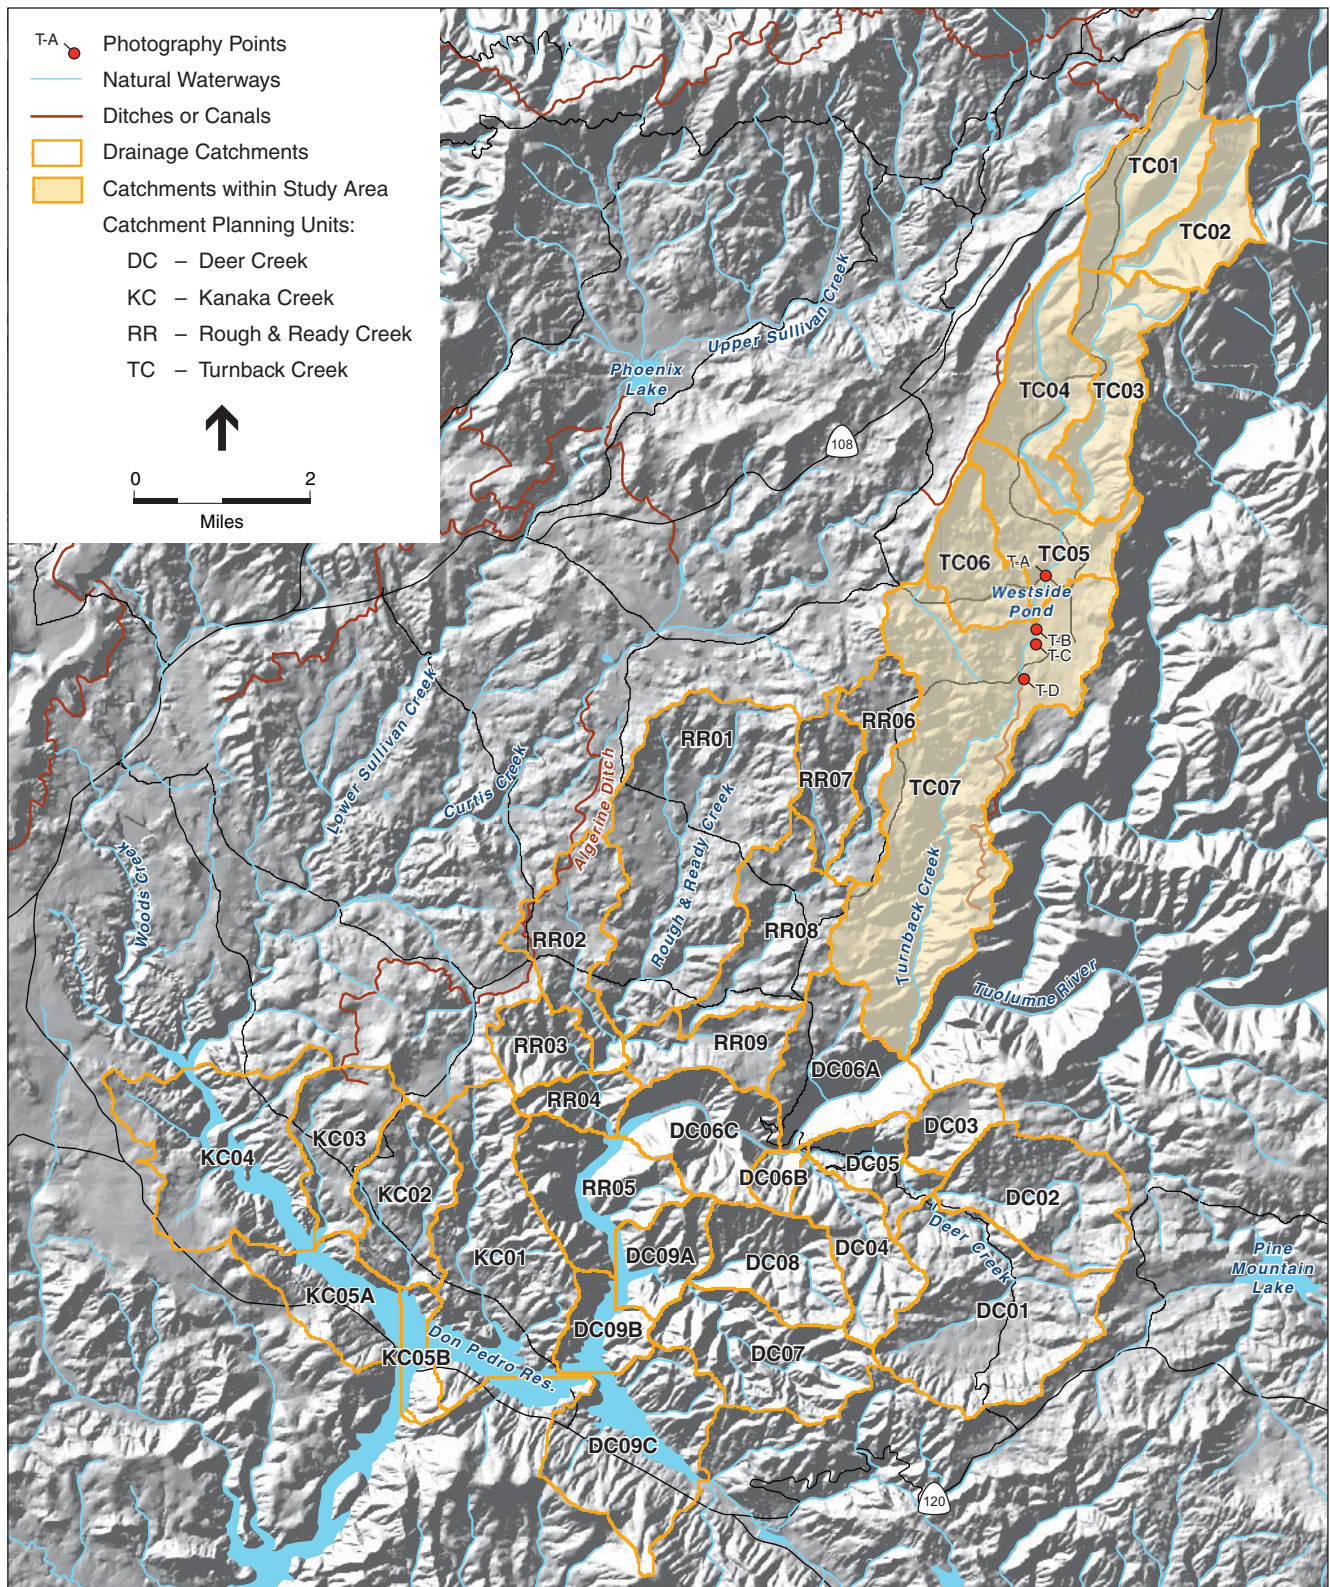 T-A
Photography Points
Natural Waterways
Ditches or Canals
Drainage Catchments
Catchments within Study Area
Catchment Planning Units:
DC – Deer Creek
KC – Kanaka Creek
RR – Rough & Ready Creek
TC – Turnback Creek
0 2
Miles
TC01
TC02
Upper Sullivan Creek
Phoenix
Lake
TC04
TC03
108
TC05
TC06
T-A
Westside
Pond
T-B
T-C
T-D
Lower Sullivan Creek
Curtis Creek
Algerine Ditch
RR01
RR06
RR07
TC07
Rough & Ready Creek
Turnback Creek
Woods Creek
RR02
RR08
Tuolumne River
RR03
RR09
DC06A
RR04
DC03
KC03
DC06C
KC04
DC05
DC06B
KC02
RR05
DC02
Deer Creek
KC01
DC09A
DC08
DC04
Pine
Mountain
Lake
KC05A
DC01
DC09B
KC05B
Don Pedro Res.
DC07
DC09C
120